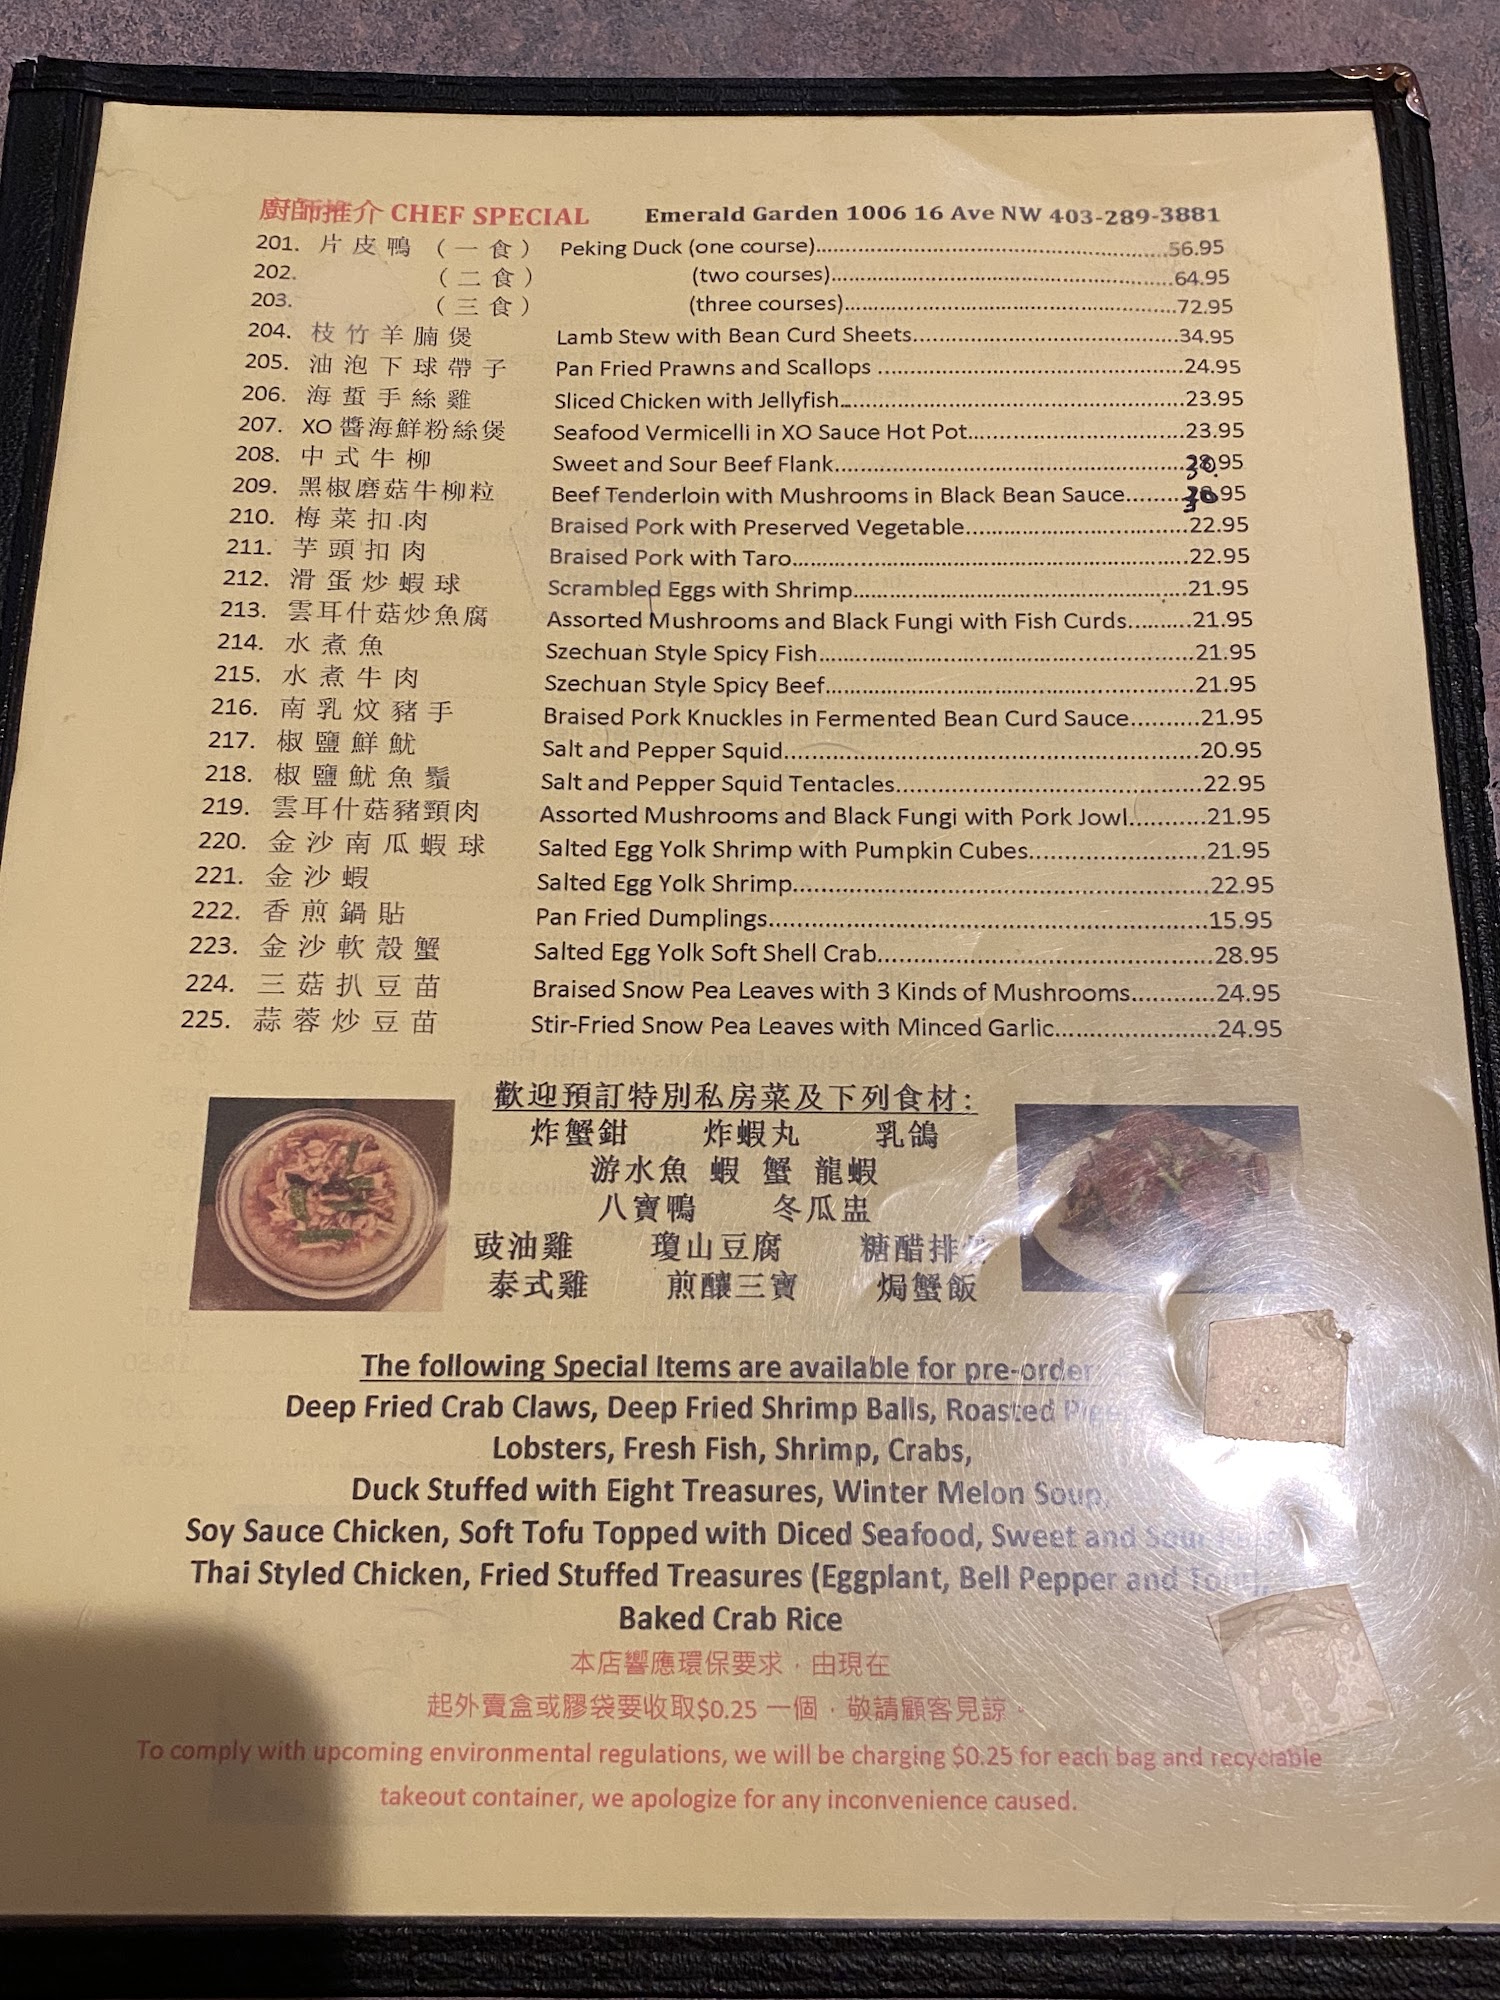 廚師推介 CHEF SPECIAL Emerald Garden 1006 16 Ave NW 403-289-3881
201. 片皮鴨 (一食) Peking Duck (one course)....56.95
202. (二食) (two courses)....64.95
203. (三食) (three courses)....72.95
204. 枝竹羊腩煲 Lamb Stew with Bean Curd Sheets....34.95
205. 油泡下球帶子 Pan Fried Prawns and Scallops ....24.95
206. 海蜇手絲雞 Sliced Chicken with Jellyfish....23.95
207. XO醬海鮮粉絲煲 Seafood Vermicelli in XO Sauce Hot Pot....23.95
208. 中式牛柳 Sweet and Sour Beef Flank....30.95
209. 黑椒磨菇牛柳粒 Beef Tenderloin with Mushrooms in Black Bean Sauce....30.95
210. 梅菜扣肉 Braised Pork with Preserved Vegetable....22.95
211. 芋頭扣肉 Braised Pork with Taro....22.95
212. 滑蛋炒蝦球 Scrambled Eggs with Shrimp....21.95
213. 雲耳什菇炒魚腐 Assorted Mushrooms and Black Fungi with Fish Curds....21.95
214. 水煮魚 Szechuan Style Spicy Fish....21.95
215. 水煮牛肉 Szechuan Style Spicy Beef....21.95
216. 南乳炆豬手 Braised Pork Knuckles in Fermented Bean Curd Sauce....21.95
217. 椒鹽鮮魷 Salt and Pepper Squid....20.95
218. 椒鹽魷魚鬚 Salt and Pepper Squid Tentacles....22.95
219. 雲耳什菇豬頸肉 Assorted Mushrooms and Black Fungi with Pork Jowl....21.95
220. 金沙南瓜蝦球 Salted Egg Yolk Shrimp with Pumpkin Cubes....21.95
221. 金沙蝦 Salted Egg Yolk Shrimp....22.95
222. 香煎鍋貼 Pan Fried Dumplings....15.95
223. 金沙軟殼蟹 Salted Egg Yolk Soft Shell Crab....28.95
224. 三菇扒豆苗 Braised Snow Pea Leaves with 3 Kinds of Mushrooms....24.95
225. 蒜蓉炒豆苗 Stir-Fried Snow Pea Leaves with Minced Garlic....24.95
歡迎預訂特別私房菜及下列食材:
炸蟹鉗 炸蝦丸 乳鴿
游水魚 蝦 蟹 龍蝦
八寶鴨 冬瓜盅
豉油雞 瓊山豆腐 糖醋排
泰式雞 煎釀三寶 焗蟹飯
The following Special Items are available for pre-order
Deep Fried Crab Claws, Deep Fried Shrimp Balls, Roasted
Lobsters, Fresh Fish, Shrimp, Crabs,
Duck Stuffed with Eight Treasures, Winter Melon Soup,
Soy Sauce Chicken, Soft Tofu Topped with Diced Seafood, Sweet and Sour
Thai Styled Chicken, Fried Stuffed Treasures (Eggplant, Bell Pepper and
Baked Crab Rice
本店響應環保要求，由現在
起外賣盒或膠袋要收取$0.25 一個，敬請顧客見諒。
To comply with upcoming environmental regulations, we will be charging $0.25 for each bag and recyclable
takeout container, we apologize for any inconvenience caused.